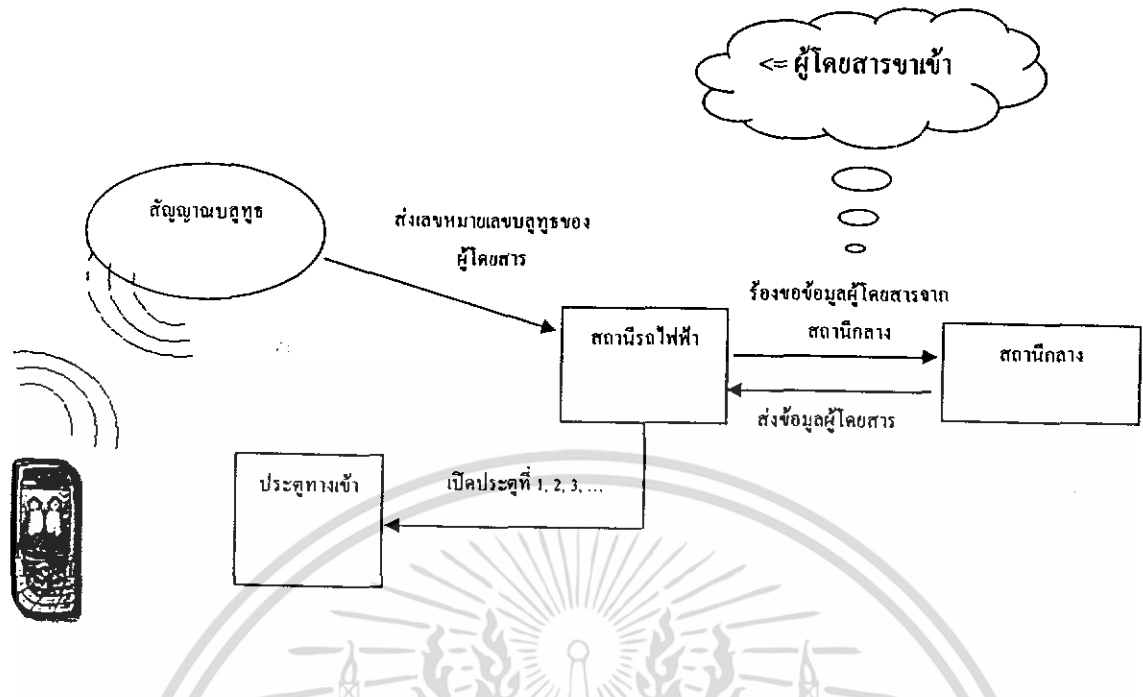 <= ผู้โดยสารขาเข้า
สัญญาณบลูทูธ
ส่งเลขหมายเลขบลูทูธของ
ผู้โดยสาร
ร้องขอข้อมูลผู้โดยสารจาก
สถานีกลาง
สถานีรถไฟฟ้า
สถานีกลาง
ส่งข้อมูลผู้โดยสาร
ประตูทางเข้า
เปิดประตูที่ 1, 2, 3, ...